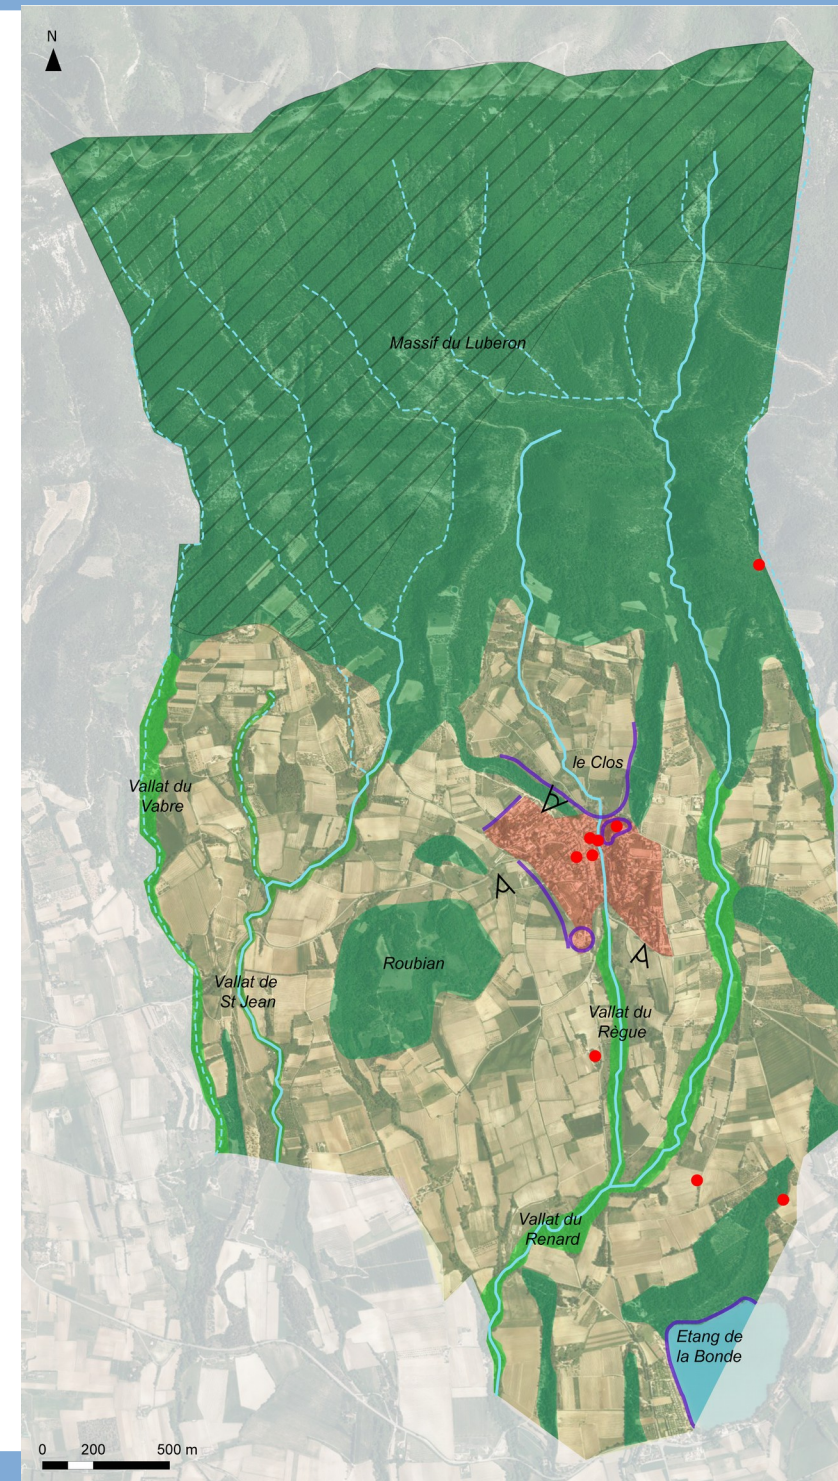 N
Massif du Luberon
le Clos
Vallat du
Vabre
Roubian
Vallat de
St Jean
Vallat du
Règue
Vallat du
Renard
Etang de
la Bonde
0 200 500 m